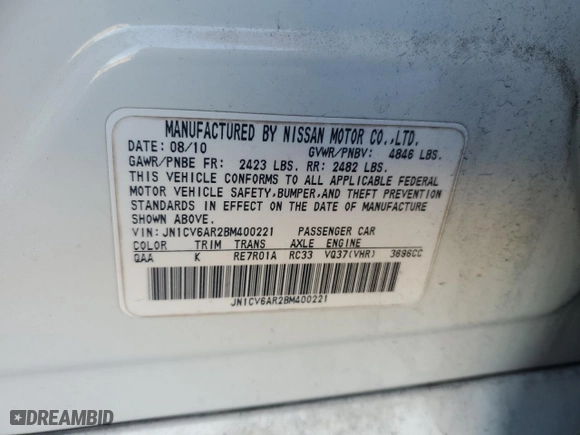 MANUFACTURED BY NISSAN MOTOR CO.,LTD.
DATE: 08/10 GVWR/PNBV: 4846 LBS.
GAWR/PNBE FR: 2423 LBS. RR: 2482 LBS.
THIS VEHICLE CONFORMS TO ALL APPLICABLE FEDERAL
MOTOR VEHICLE SAFETY,BUMPER,AND THEFT PREVENTION
STANDARDS IN EFFECT ON THE DATE OF MANUFACTURE
SHOWN ABOVE.
VIN: JN1CV6AR2BM400221 PASSENGER CAR
COLOR TRIM TRANS AXLE ENGINE
QAA K RE7R01A RC33 VQ37(VHR) 3696CC
JN1CV6AR2BM400221
DREAMBID